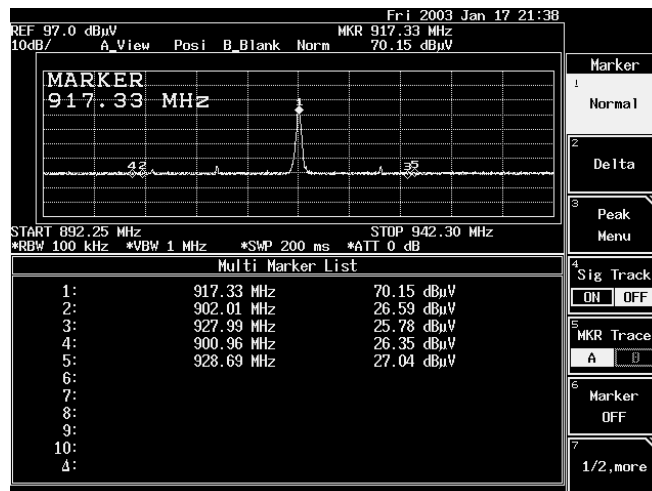 Fri 2003 Jan 17 21:38
REF 97.0 dBµV MKR 917.33 MHz
10dB/ A_View Posi B_Blank Norm 70.15 dBµV
MARKER
917.33 MHz
1
4 2
3 5
START 892.25 MHz STOP 942.30 MHz
*RBW 100 kHz *VBW 1 MHz *SWP 200 ms *ATT 0 dB
Multi Marker List
1: 917.33 MHz 70.15 dBµV
2: 902.01 MHz 26.59 dBµV
3: 927.99 MHz 25.78 dBµV
4: 900.96 MHz 26.35 dBµV
5: 928.69 MHz 27.04 dBµV
6:
7:
8:
9:
10:
Δ:
Marker
1
Normal
2
Delta
3
Peak
Menu
4
Sig Track
ON OFF
5
MKR Trace
A B
6
Marker
OFF
7
1/2,more